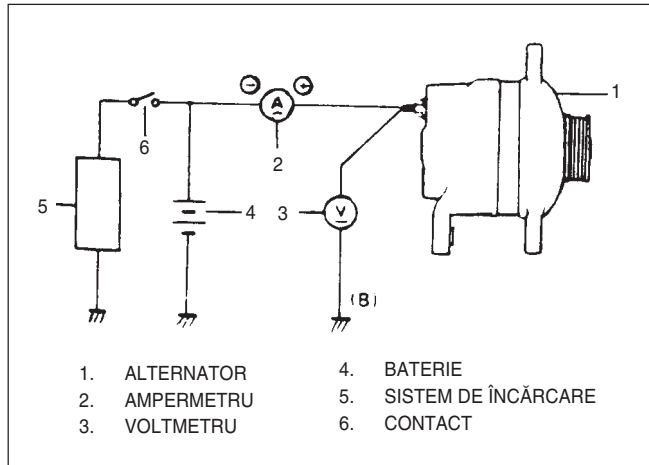 A
1
6
2
5
4
3
V
(B)
1. ALTERNATOR
2. AMPERMETRU
3. VOLTMETRU
4. BATERIE
5. SISTEM DE ÎNCĂRCARE
6. CONTACT